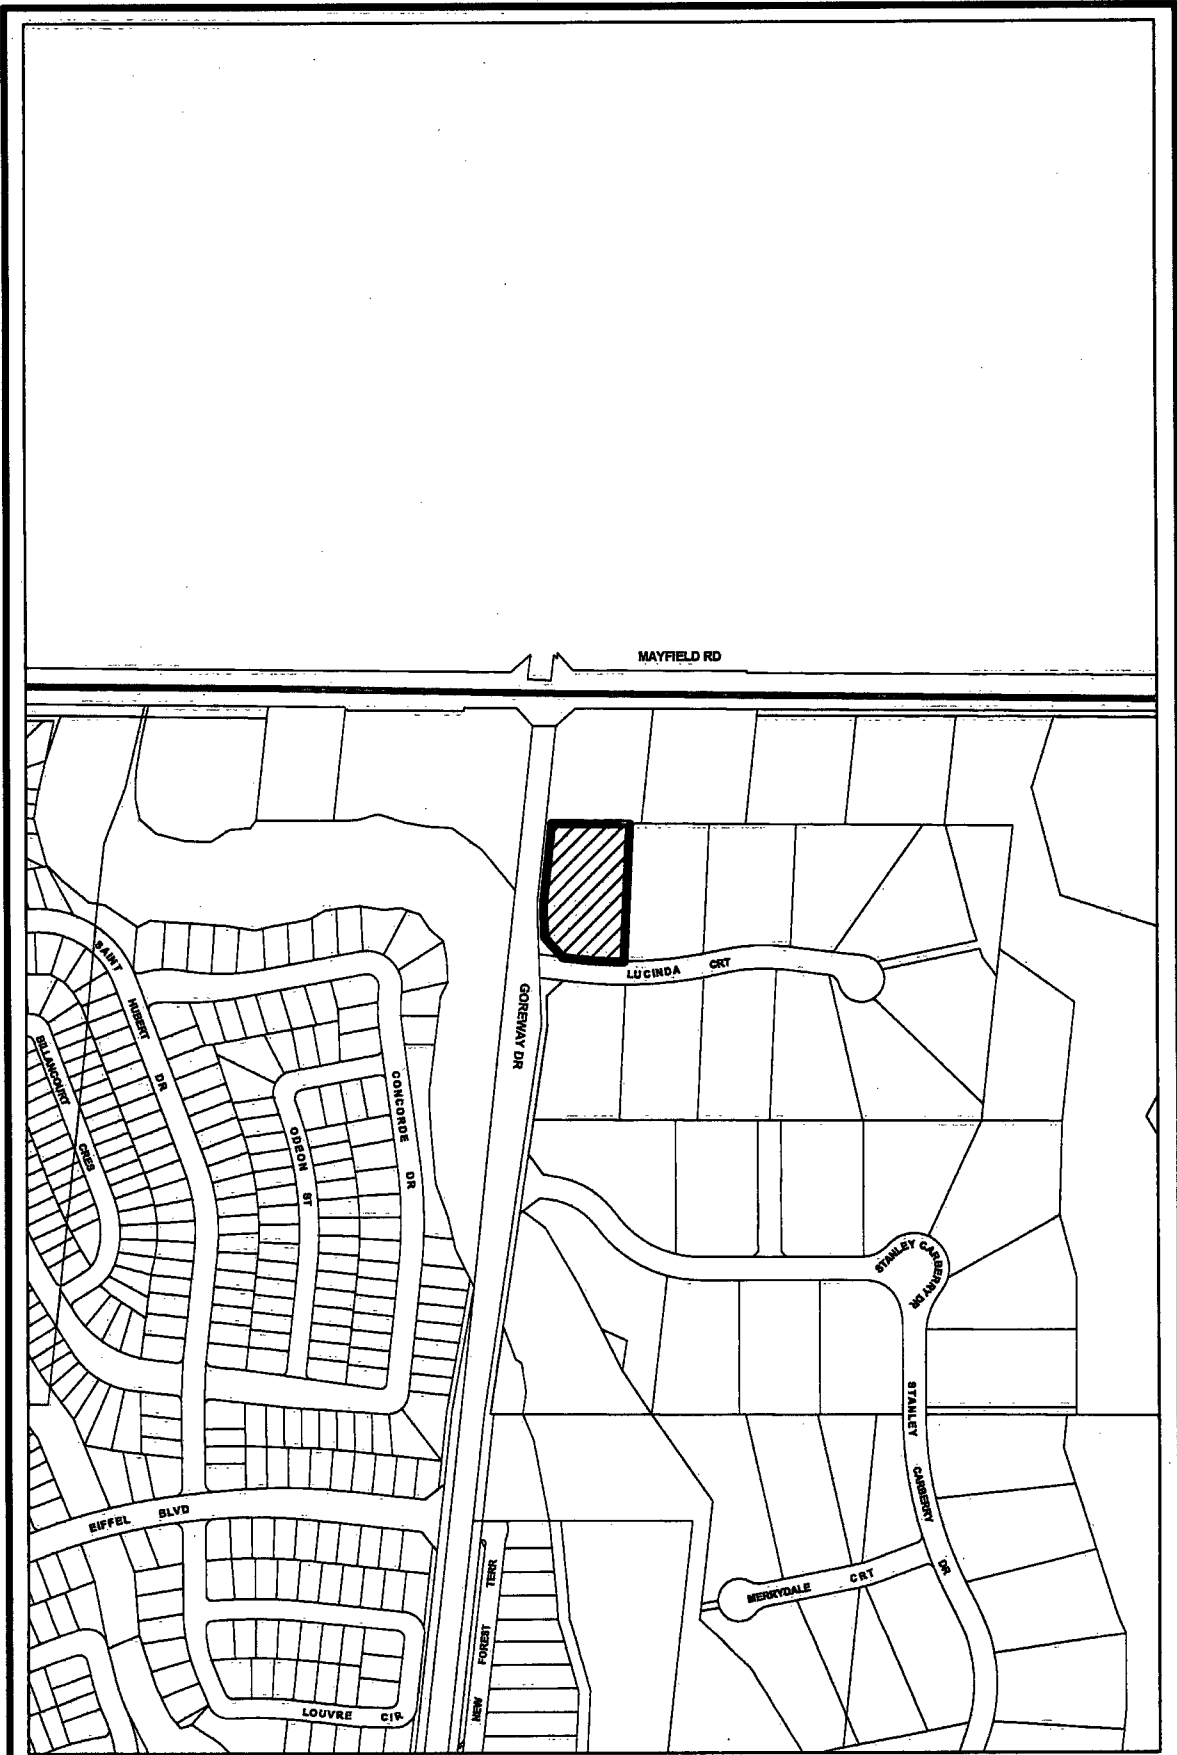 MAYFIELD RD
LUCINDA CRT
GOREWAY DR
SAINT HUBERT DR
BILLANCOURT CRES
CONCORDE DR
ODEON ST
STANLEY CARBERRY DR
STANLEY CARBERRY DR
EIFFEL BLVD
MERRYDALE CRT
NEW FOREST TERR
LOUVRE CIR